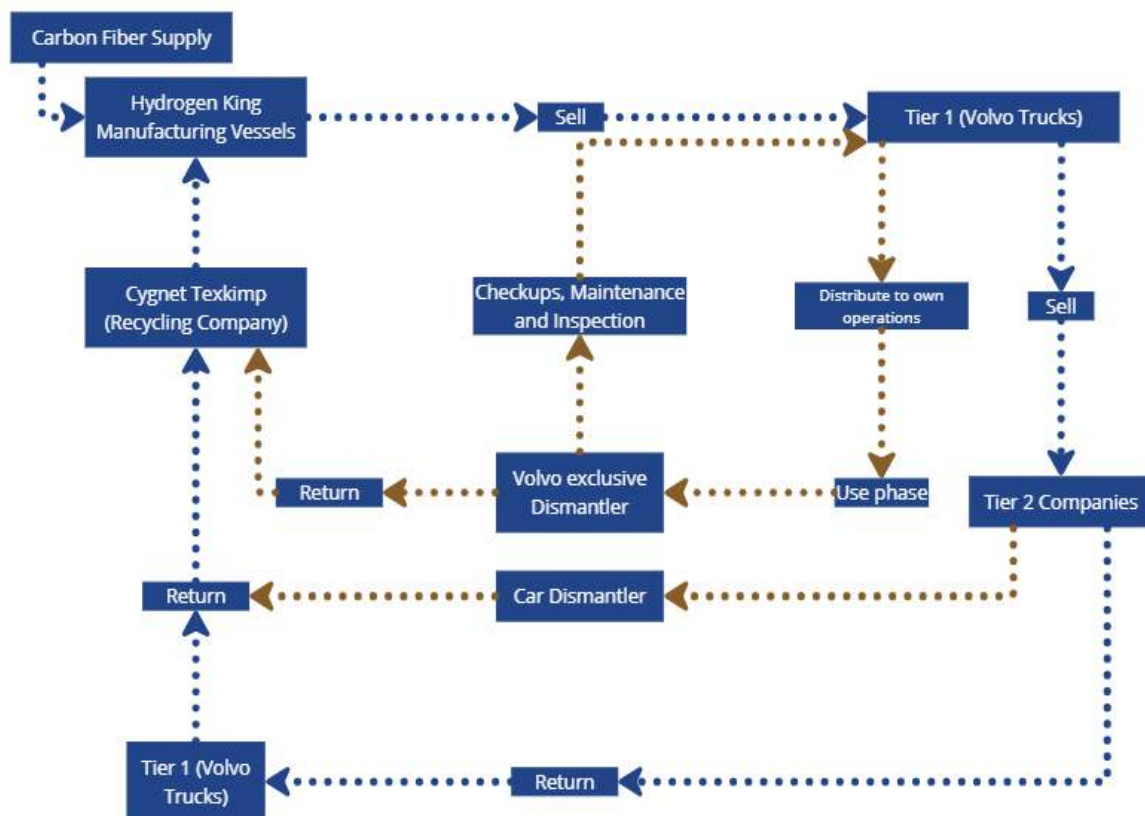 Carbon Fiber Supply
Hydrogen King
Manufacturing Vessels
Sell
Tier 1 (Volvo Trucks)
Cygnet Texkimp
(Recycling Company)
Checkups, Maintenance
and Inspection
Distribute to own
operations
Sell
Return
Volvo exclusive
Dismantler
Use phase
Tier 2 Companies
Return
Car Dismantler
Tier 1 (Volvo
Trucks)
Return